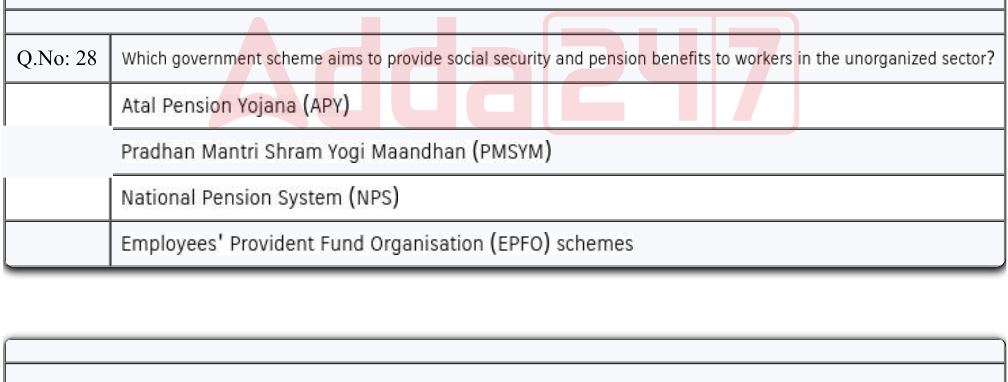 Adda247
Q.No: 28 Which government scheme aims to provide social security and pension benefits to workers in the unorganized sector?
Atal Pension Yojana (APY)
Pradhan Mantri Shram Yogi Maandhan (PMSYM)
National Pension System (NPS)
Employees' Provident Fund Organisation (EPFO) schemes